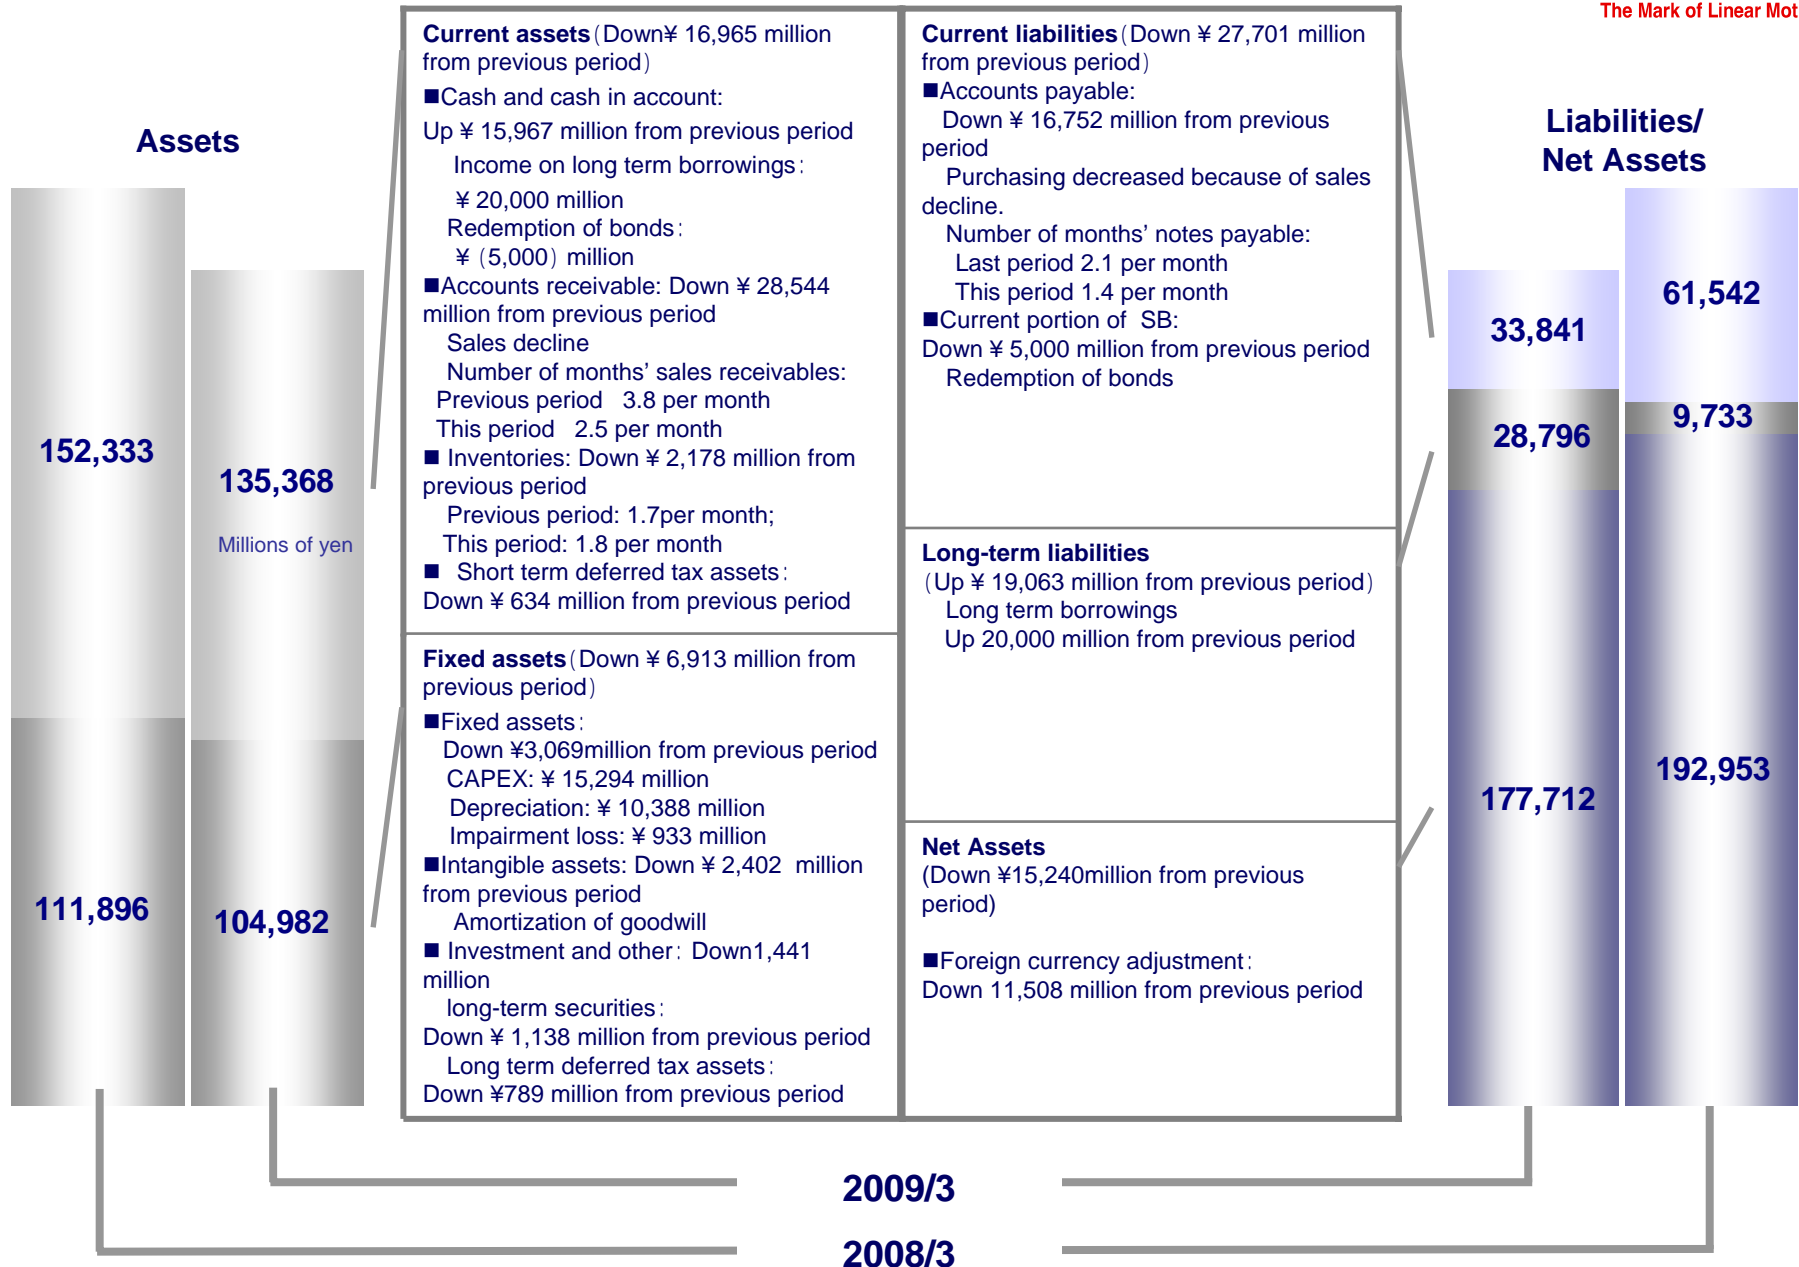 The Mark of Linear Mot
Assets
152,333
111,896
135,368
Millions of yen
104,982
Current assets(Down¥ 16,965 million
from previous period)
■Cash and cash in account:
Up ¥ 15,967 million from previous period
Income on long term borrowings:
¥ 20,000 million
Redemption of bonds:
¥ (5,000) million
■Accounts receivable: Down ¥ 28,544
million from previous period
Sales decline
Number of months’ sales receivables:
Previous period 3.8 per month
This period 2.5 per month
■ Inventories: Down ¥ 2,178 million from
previous period
Previous period: 1.7per month;
This period: 1.8 per month
■ Short term deferred tax assets:
Down ¥ 634 million from previous period
Fixed assets(Down ¥ 6,913 million from
previous period)
■Fixed assets:
Down ¥3,069million from previous period
CAPEX: ¥ 15,294 million
Depreciation: ¥ 10,388 million
Impairment loss: ¥ 933 million
■Intangible assets: Down ¥ 2,402 million
from previous period
Amortization of goodwill
■ Investment and other: Down1,441
million
long-term securities:
Down ¥ 1,138 million from previous period
Long term deferred tax assets:
Down ¥789 million from previous period
Current liabilities(Down ¥ 27,701 million
from previous period)
■Accounts payable:
Down ¥ 16,752 million from previous
period
Purchasing decreased because of sales
decline.
Number of months’ notes payable:
Last period 2.1 per month
This period 1.4 per month
■Current portion of SB:
Down ¥ 5,000 million from previous period
Redemption of bonds
Long-term liabilities
(Up ¥ 19,063 million from previous period)
Long term borrowings
Up 20,000 million from previous period
Net Assets
(Down ¥15,240million from previous
period)
■Foreign currency adjustment:
Down 11,508 million from previous period
Liabilities/
Net Assets
33,841
28,796
177,712
61,542
9,733
192,953
2009/3
2008/3